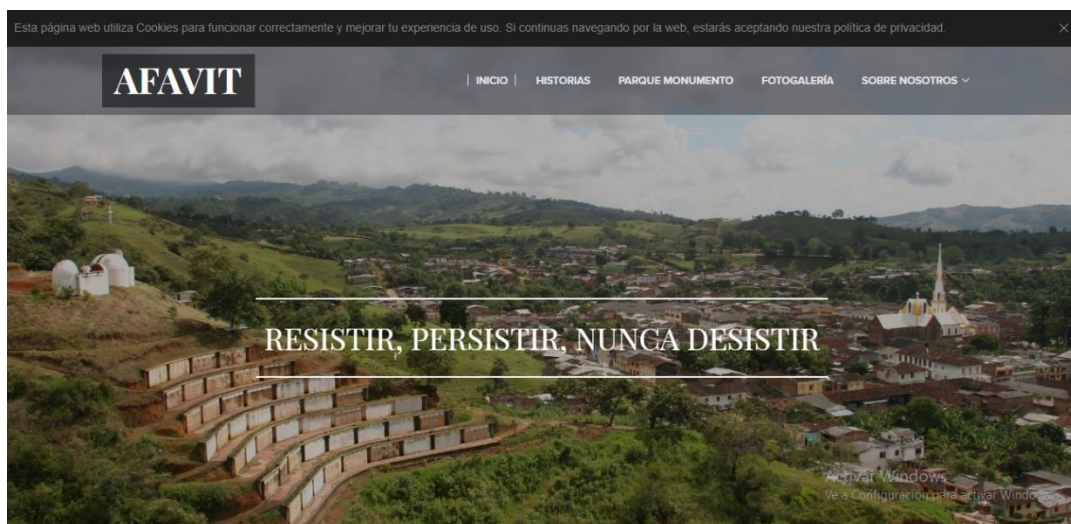 Esta página web utiliza Cookies para funcionar correctamente y mejorar tu experiencia de uso. Si continuas navegando por la web, estarás aceptando nuestra política de privacidad. ×
AFAVIT
| INICIO | HISTORIAS PARQUE MONUMENTO FOTOGALERÍA SOBRE NOSOTROS
RESISTIR, PERSISTIR, NUNCA DESISTIR
Activar Windows
Ve a Configuración para activar Windows